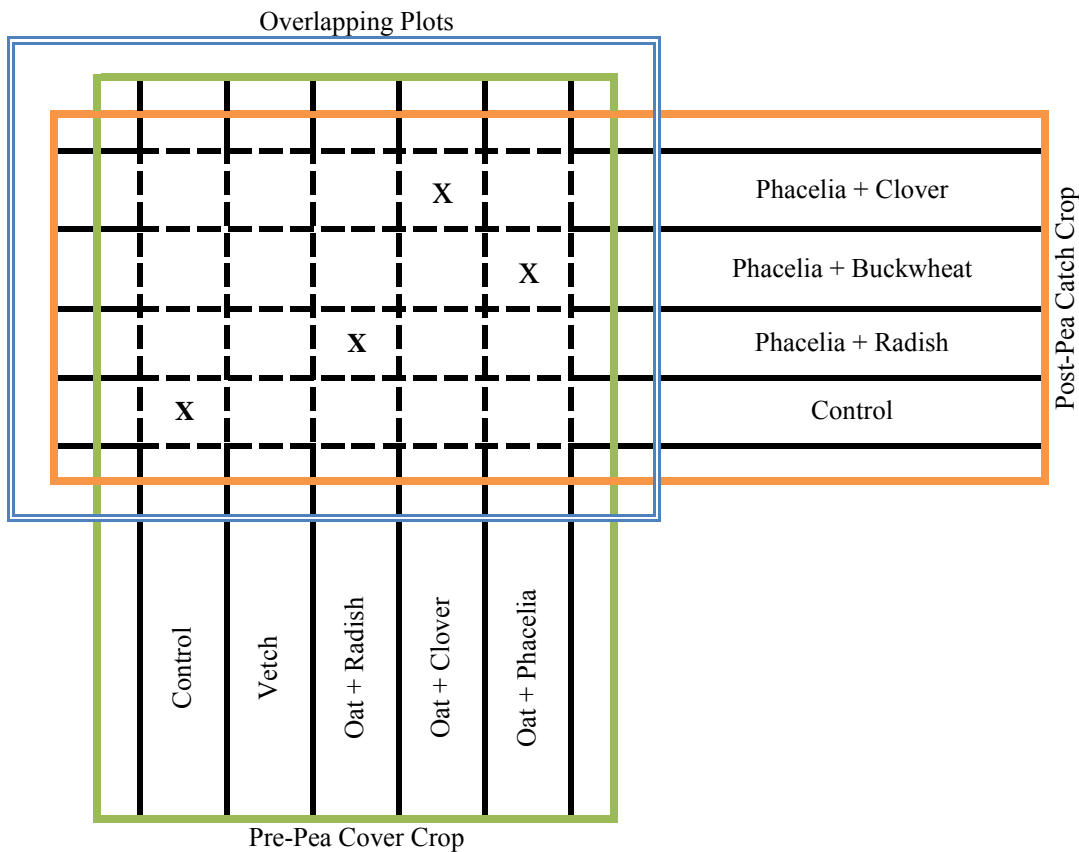 Overlapping Plots
X
Phacelia + Clover
X
Phacelia + Buckwheat
X
Phacelia + Radish
X
Control
Post-Pea Catch Crop
Control
Vetch
Oat + Radish
Oat + Clover
Oat + Phacelia
Pre-Pea Cover Crop